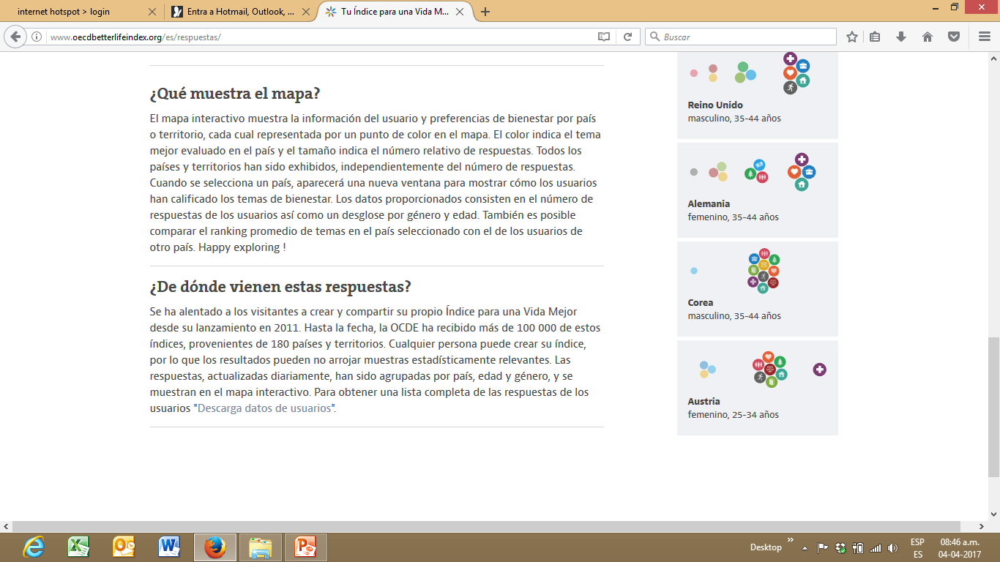 internet hotspot > login
Entra a Hotmail, Outlook, ...
Tu Índice para una Vida M...
www.oecdbetterlifeindex.org/es/respuestas/
Buscar
¿Qué muestra el mapa?
El mapa interactivo muestra la información del usuario y preferencias de bienestar por país
o territorio, cada cual representada por un punto de color en el mapa. El color indica el tema
mejor evaluado en el país y el tamaño indica el número relativo de respuestas. Todos los
países y territorios han sido exhibidos, independientemente del número de respuestas.
Cuando se selecciona un país, aparecerá una nueva ventana para mostrar cómo los usuarios
han calificado los temas de bienestar. Los datos proporcionados consisten en el número de
respuestas de los usuarios así como un desglose por género y edad. También es posible
comparar el ranking promedio de temas en el país seleccionado con el de los usuarios de
otro país. Happy exploring !
¿De dónde vienen estas respuestas?
Se ha alentado a los visitantes a crear y compartir su propio Índice para una Vida Mejor
desde su lanzamiento en 2011. Hasta la fecha, la OCDE ha recibido más de 100 000 de estos
índices, provenientes de 180 países y territorios. Cualquier persona puede crear su índice,
por lo que los resultados pueden no arrojar muestras estadísticamente relevantes. Las
respuestas, actualizadas diariamente, han sido agrupadas por país, edad y género, y se
muestran en el mapa interactivo. Para obtener una lista completa de las respuestas de los
usuarios "Descarga datos de usuarios".
Reino Unido
masculino, 35-44 años
Alemania
femenino, 35-44 años
Corea
masculino, 35-44 años
Austria
femenino, 25-34 años
Desktop
ESP
ES
08:46 a.m.
04-04-2017